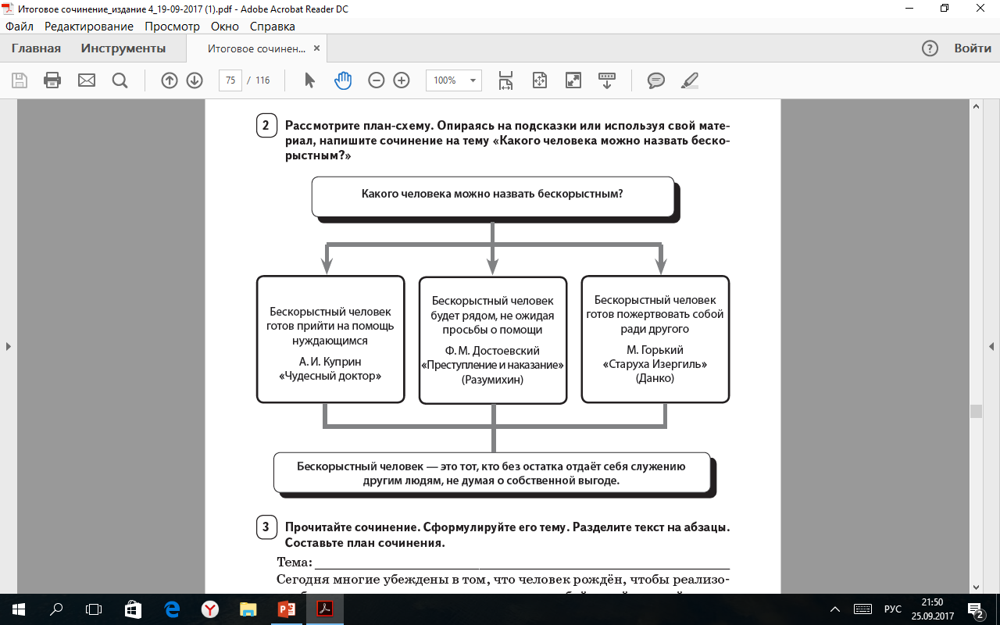 Итоговое сочинение_издание 4_19-09-2017 (1).pdf - Adobe Acrobat Reader DC
Файл Редактирование Просмотр Окно Справка
Главная Инструменты Итоговое сочинен... × ? Войти
75 / 116 100%
2 Рассмотрите план-схему. Опираясь на подсказки или используя свой мате-
риал, напишите сочинение на тему «Какого человека можно назвать беско-
рыстным?»
Какого человека можно назвать бескорыстным?
Бескорыстный человек
готов прийти на помощь
нуждающимся
А. И. Куприн
«Чудесный доктор»
Бескорыстный человек
будет рядом, не ожидая
просьбы о помощи
Ф. М. Достоевский
«Преступление и наказание»
(Разумихин)
Бескорыстный человек
готов пожертвовать собой
ради другого
М. Горький
«Старуха Изергиль»
(Данко)
Бескорыстный человек — это тот, кто без остатка отдаёт себя служению
другим людям, не думая о собственной выгоде.
3 Прочитайте сочинение. Сформулируйте его тему. Разделите текст на абзацы.
Составьте план сочинения.
Тема:
Сегодня многие убеждены в том, что человек рождён, чтобы реализо-
РУС
21:50
25.09.2017
2